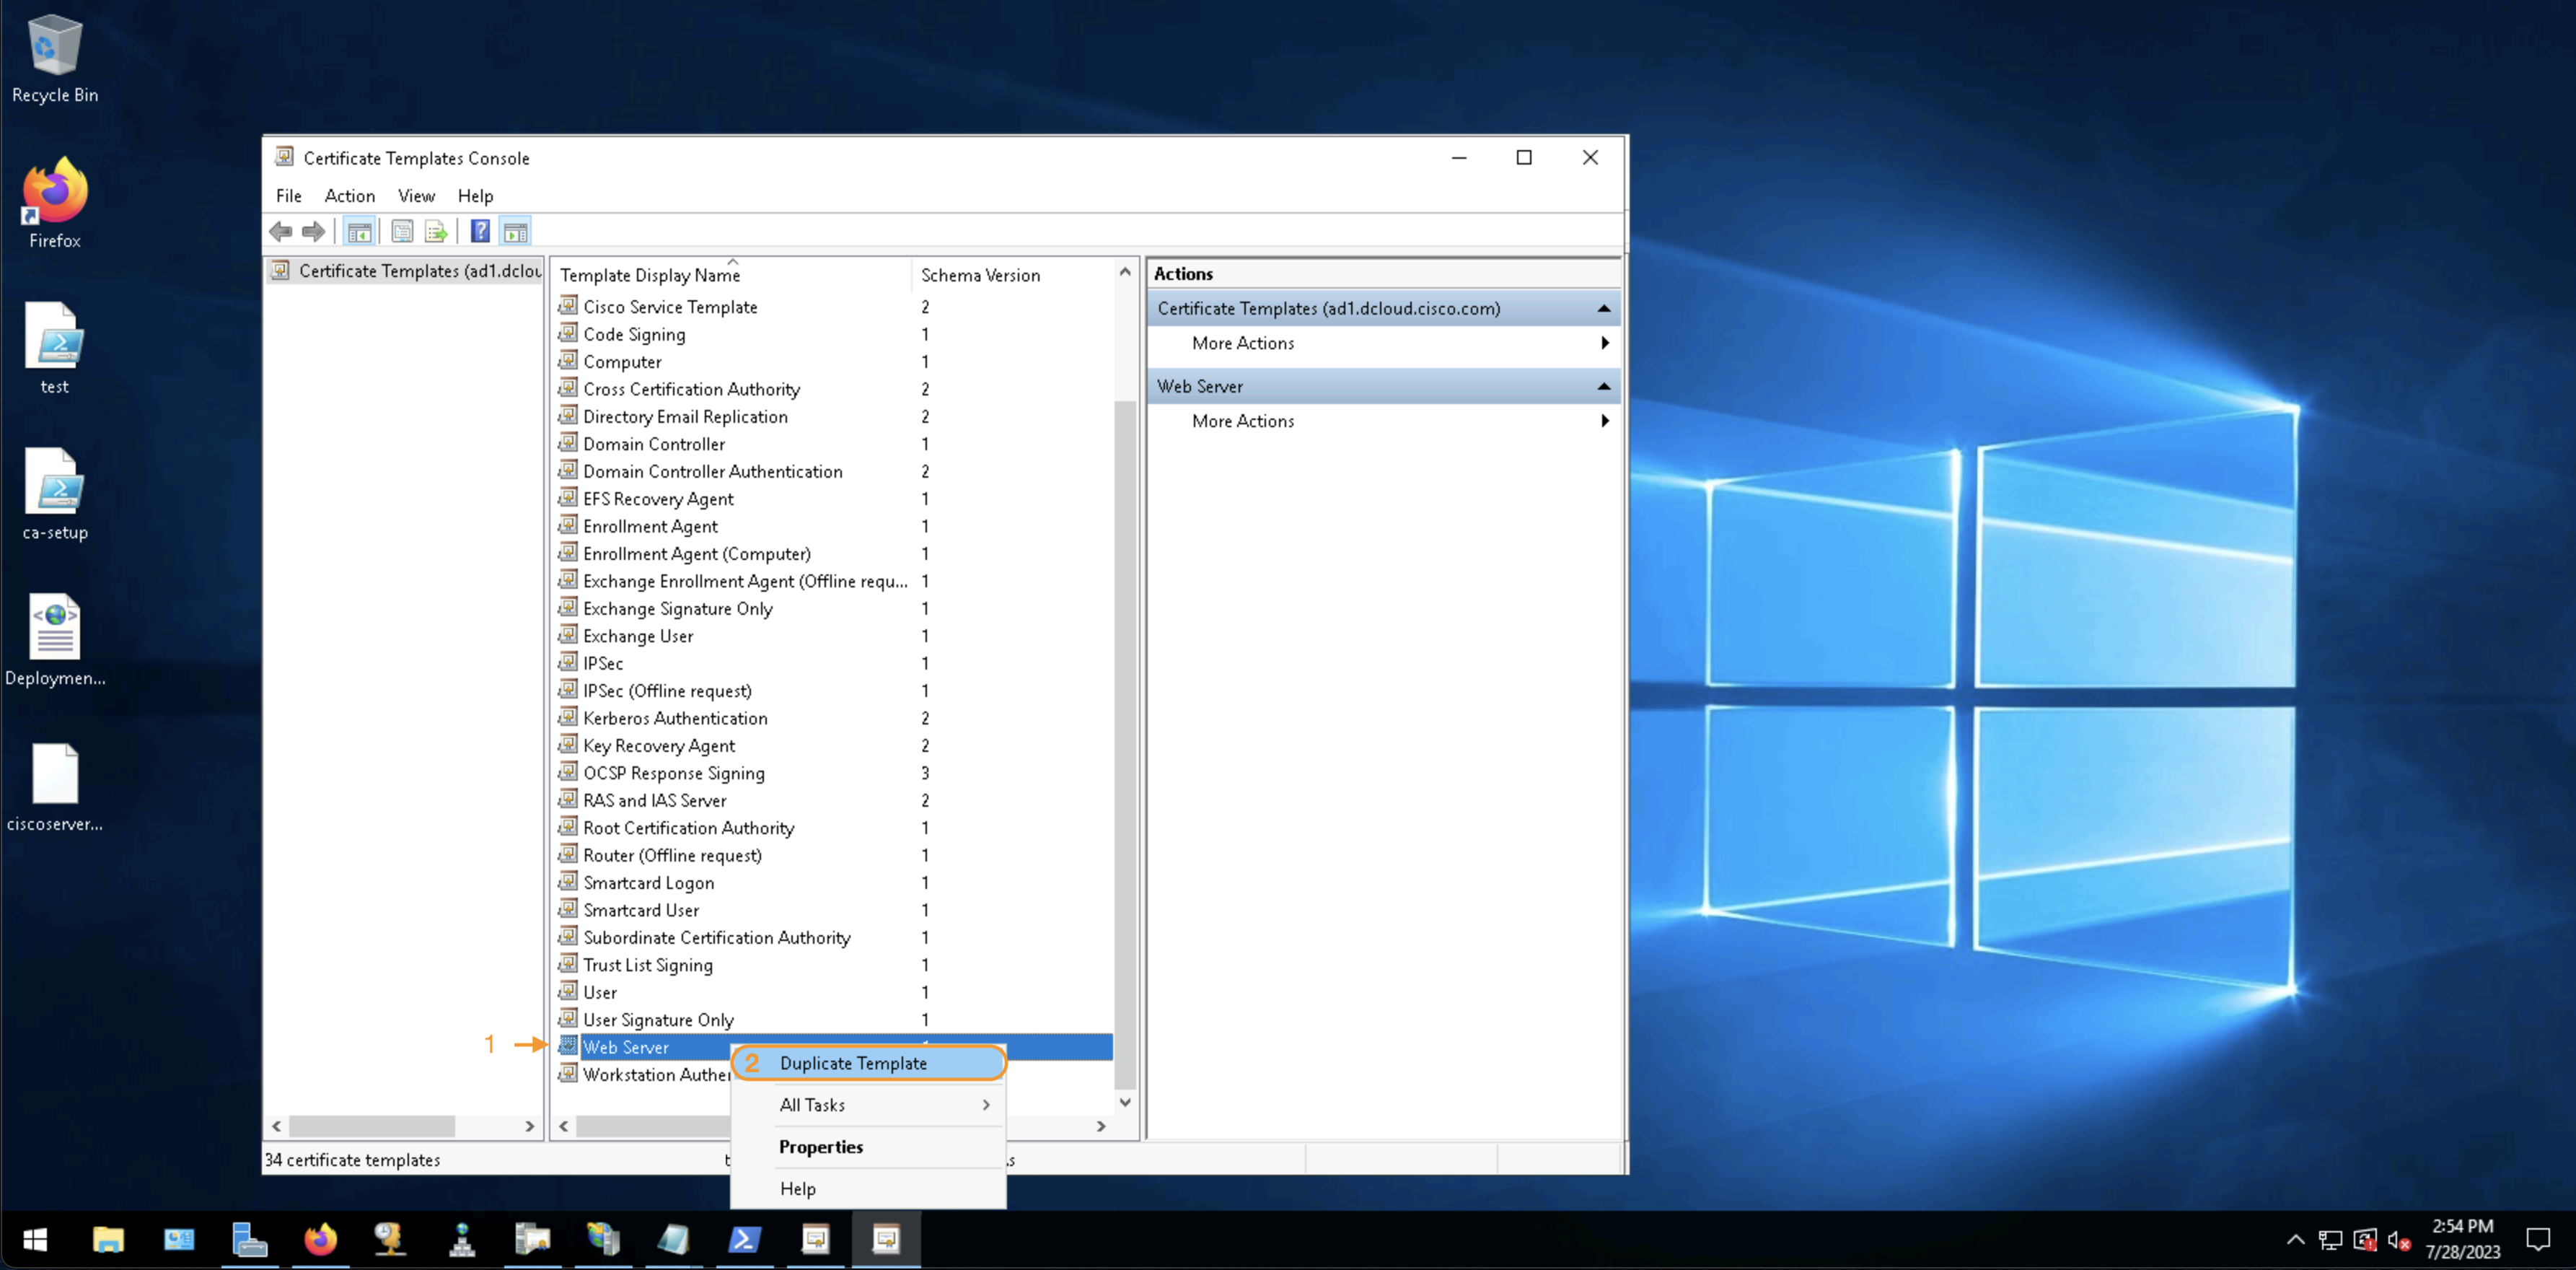 Recycle Bin
Firefox
test
ca-setup
Deploymen...
ciscoserver...
Certificate Templates Console
File Action View Help
Certificate Templates (ad1.dclou
Template Display Name Schema Version
Cisco Service Template 2
Code Signing 1
Computer 1
Cross Certification Authority 2
Directory Email Replication 2
Domain Controller 1
Domain Controller Authentication 2
EFS Recovery Agent 1
Enrollment Agent 1
Enrollment Agent (Computer) 1
Exchange Enrollment Agent (Offline requ... 1
Exchange Signature Only 1
Exchange User 1
IPSec 1
IPSec (Offline request) 1
Kerberos Authentication 2
Key Recovery Agent 2
OCSP Response Signing 3
RAS and IAS Server 2
Root Certification Authority 1
Router (Offline request) 1
Smartcard Logon 1
Smartcard User 1
Subordinate Certification Authority 1
Trust List Signing 1
User 1
User Signature Only 1
1 Web Server
Workstation Auther
2 Duplicate Template
All Tasks
Properties
Help
Actions
Certificate Templates (ad1.dcloud.cisco.com)
More Actions
Web Server
More Actions
34 certificate templates
2:54 PM
7/28/2023